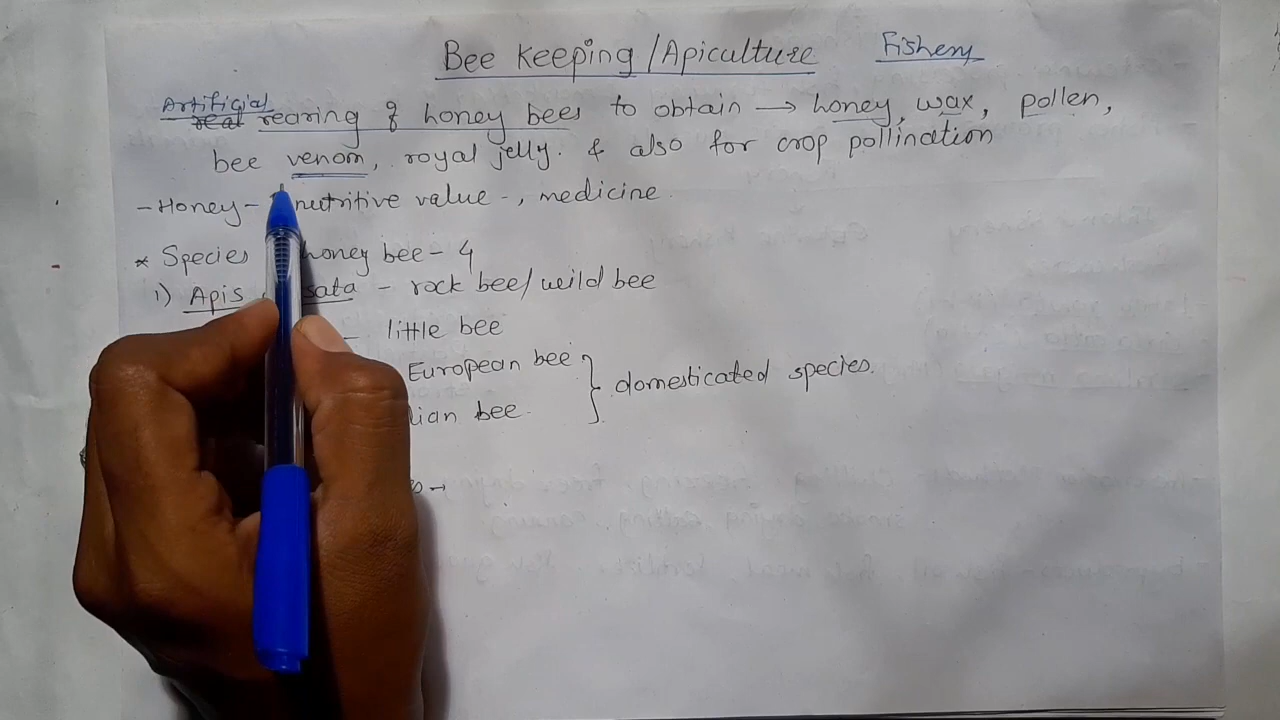 Bee Keeping /Apiculture Fishery
Artificial
real rearing of honey bees to obtain → honey, wax, pollen,
bee venom, royal jelly. & also for crop pollination
- Honey - nutritive value - , medicine
* Species honey bee - 4
1) Apis - rock bee/wild bee
- little bee
European bee } domesticated species.
bee.